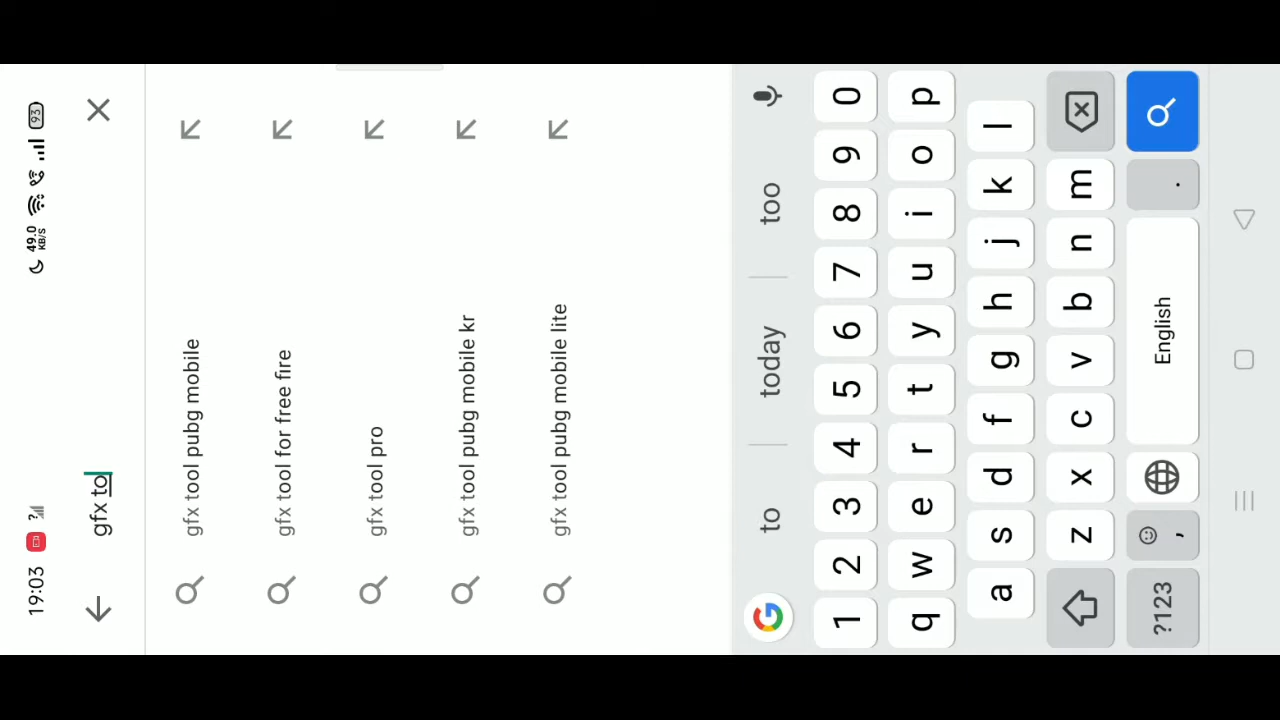 19:03 ? 49.0 KB/S 93
gfx to
gfx tool pubg mobile
gfx tool for free fire
gfx tool pro
gfx tool pubg mobile kr
gfx tool pubg mobile lite
to today too
1 2 3 4 5 6 7 8 9 0
q w e r t y u i o p
a s d f g h j k l
z x c v b n m
?123 , English .